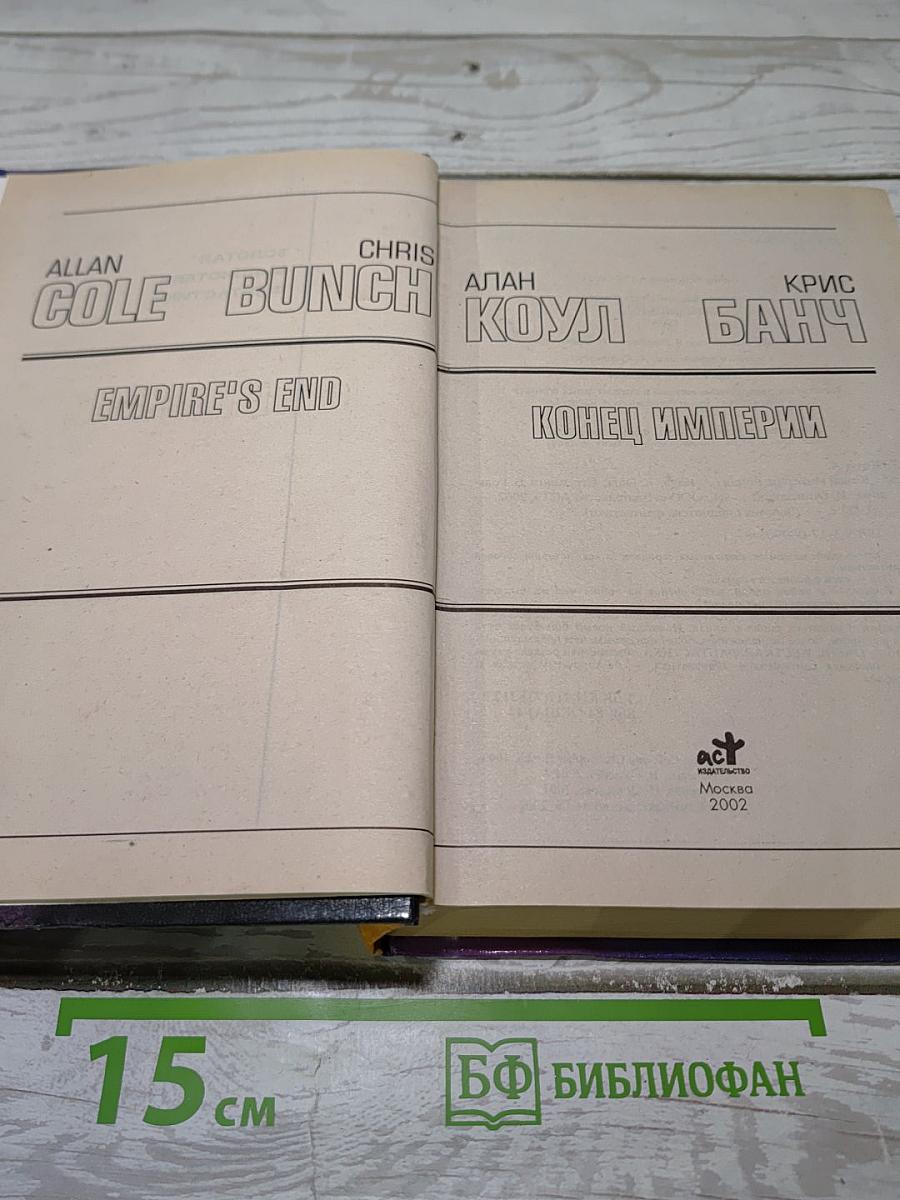 ALLAN CHRIS
COLE BUNCH
EMPIRE'S END
АЛАН КРИС
КОУЛ БАНЧ
КОНЕЦ ИМПЕРИИ
аст
ИЗДАТЕЛЬСТВО
Москва
2002
15 см
БФ БИБЛИОФАН